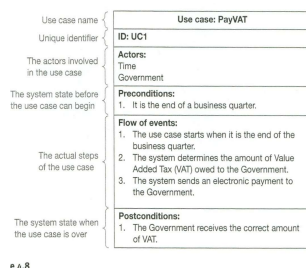 Use case name
Use case: PayVAT
Unique identifier
ID: UC1
The actors involved
in the use case
Actors:
Time
Government
The system state before
the use case can begin
Preconditions:
1. It is the end of a business quarter.
The actual steps
of the use case
Flow of events:
1. The use case starts when it is the end of the
business quarter.
2. The system determines the amount of Value
Added Tax (VAT) owed to the Government.
3. The system sends an electronic payment to
the Government.
The system state when
the use case is over
Postconditions:
1. The Government receives the correct amount
of VAT.